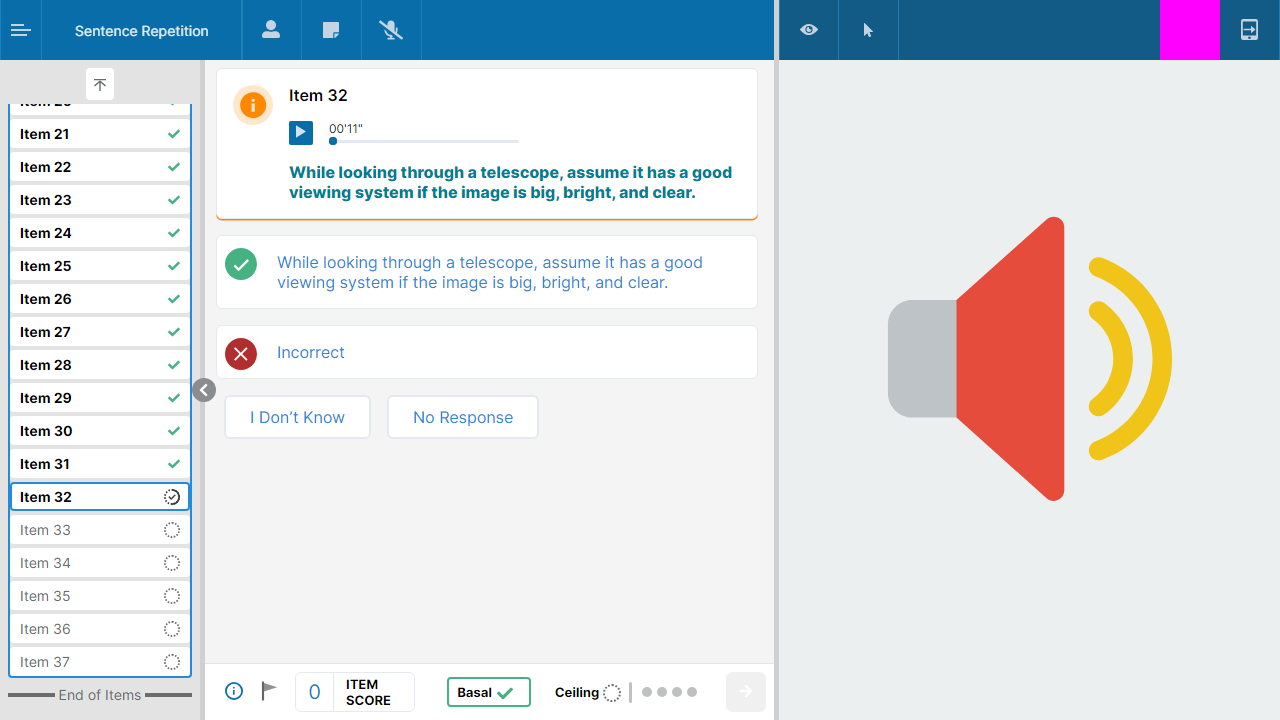 Sentence Repetition
Item 21
Item 22
Item 23
Item 24
Item 25
Item 26
Item 27
Item 28
Item 29
Item 30
Item 31
Item 32
Item 33
Item 34
Item 35
Item 36
Item 37
End of Items
Item 32
00'11"
While looking through a telescope, assume it has a good
viewing system if the image is big, bright, and clear.
While looking through a telescope, assume it has a good
viewing system if the image is big, bright, and clear.
Incorrect
I Don’t Know
No Response
0
ITEM
SCORE
Basal
Ceiling